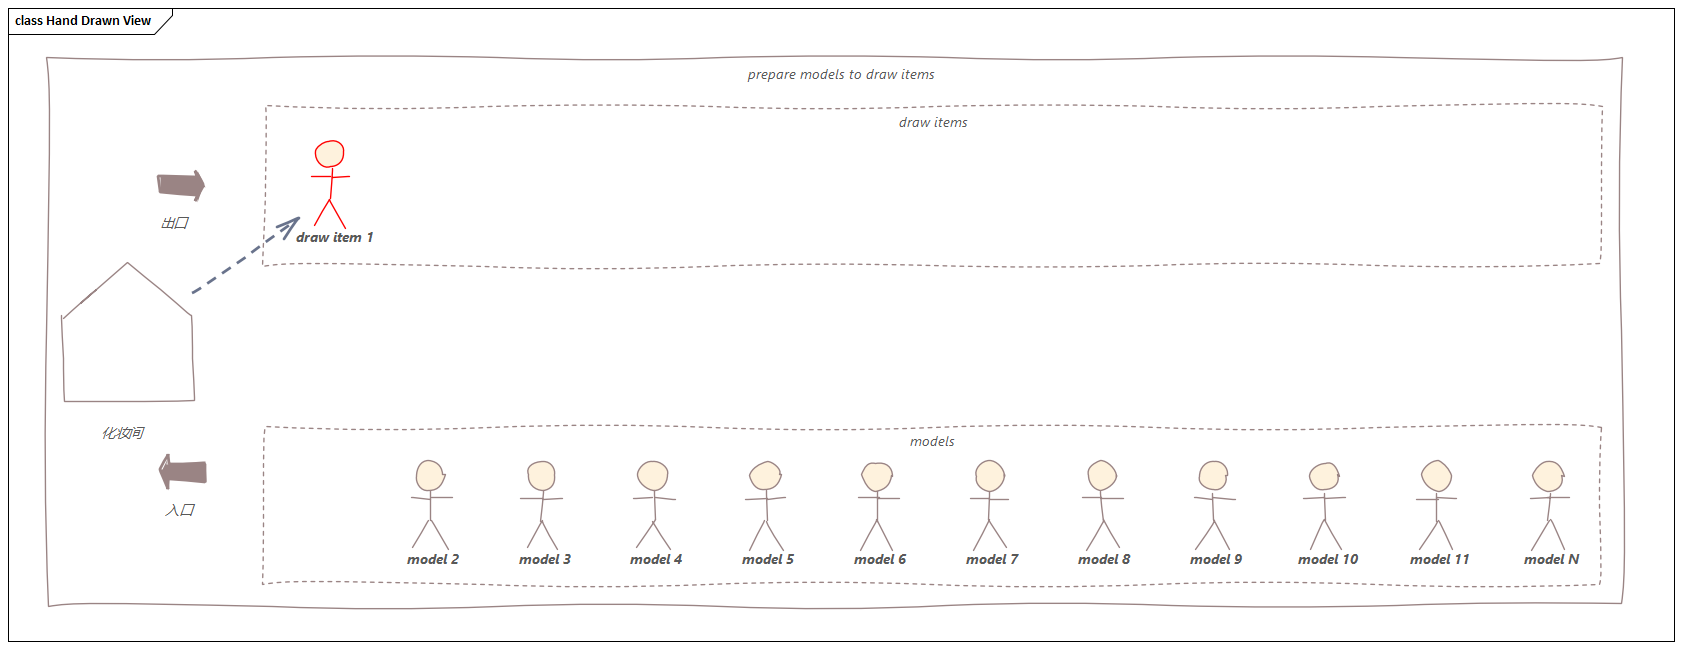 class Hand Drawn View
prepare models to draw items
draw items
出口
draw item 1
化妆间
models
入口
model 2
model 3
model 4
model 5
model 6
model 7
model 8
model 9
model 10
model 11
model N